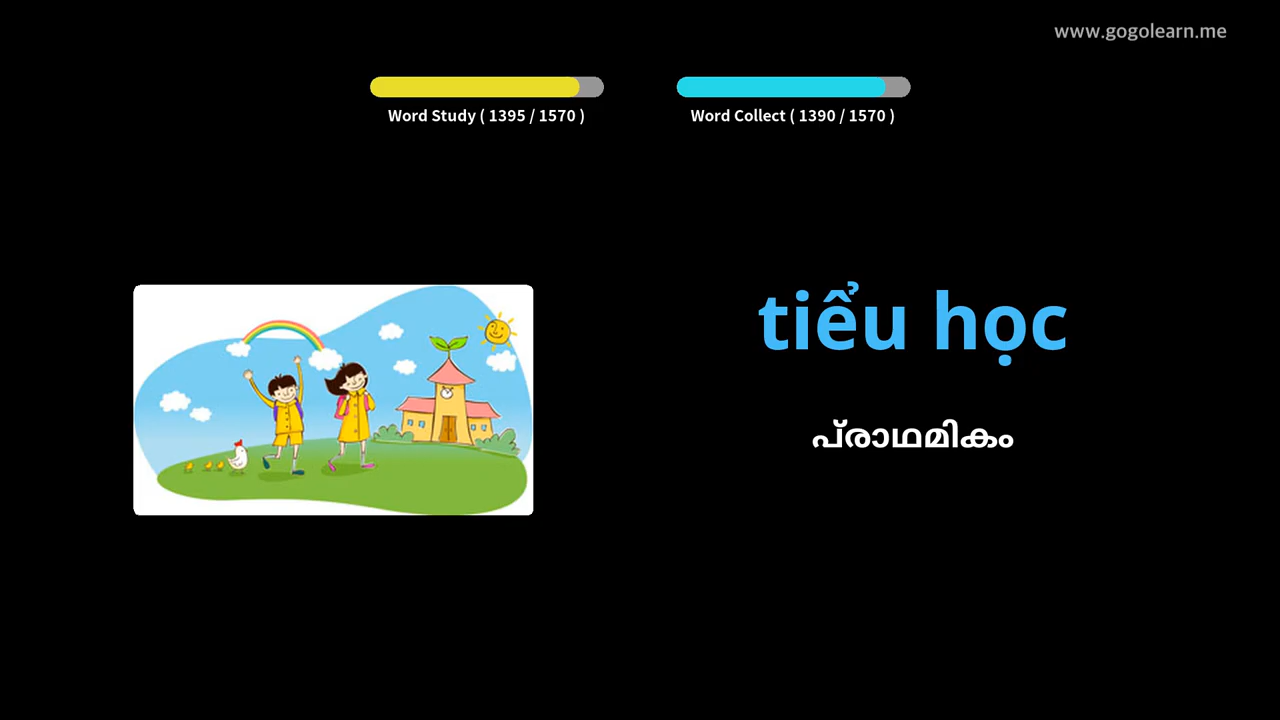 www.gogolearn.me
Word Study ( 1395 / 1570 )
Word Collect ( 1390 / 1570 )
tiểu học
പ്രാഥമികം